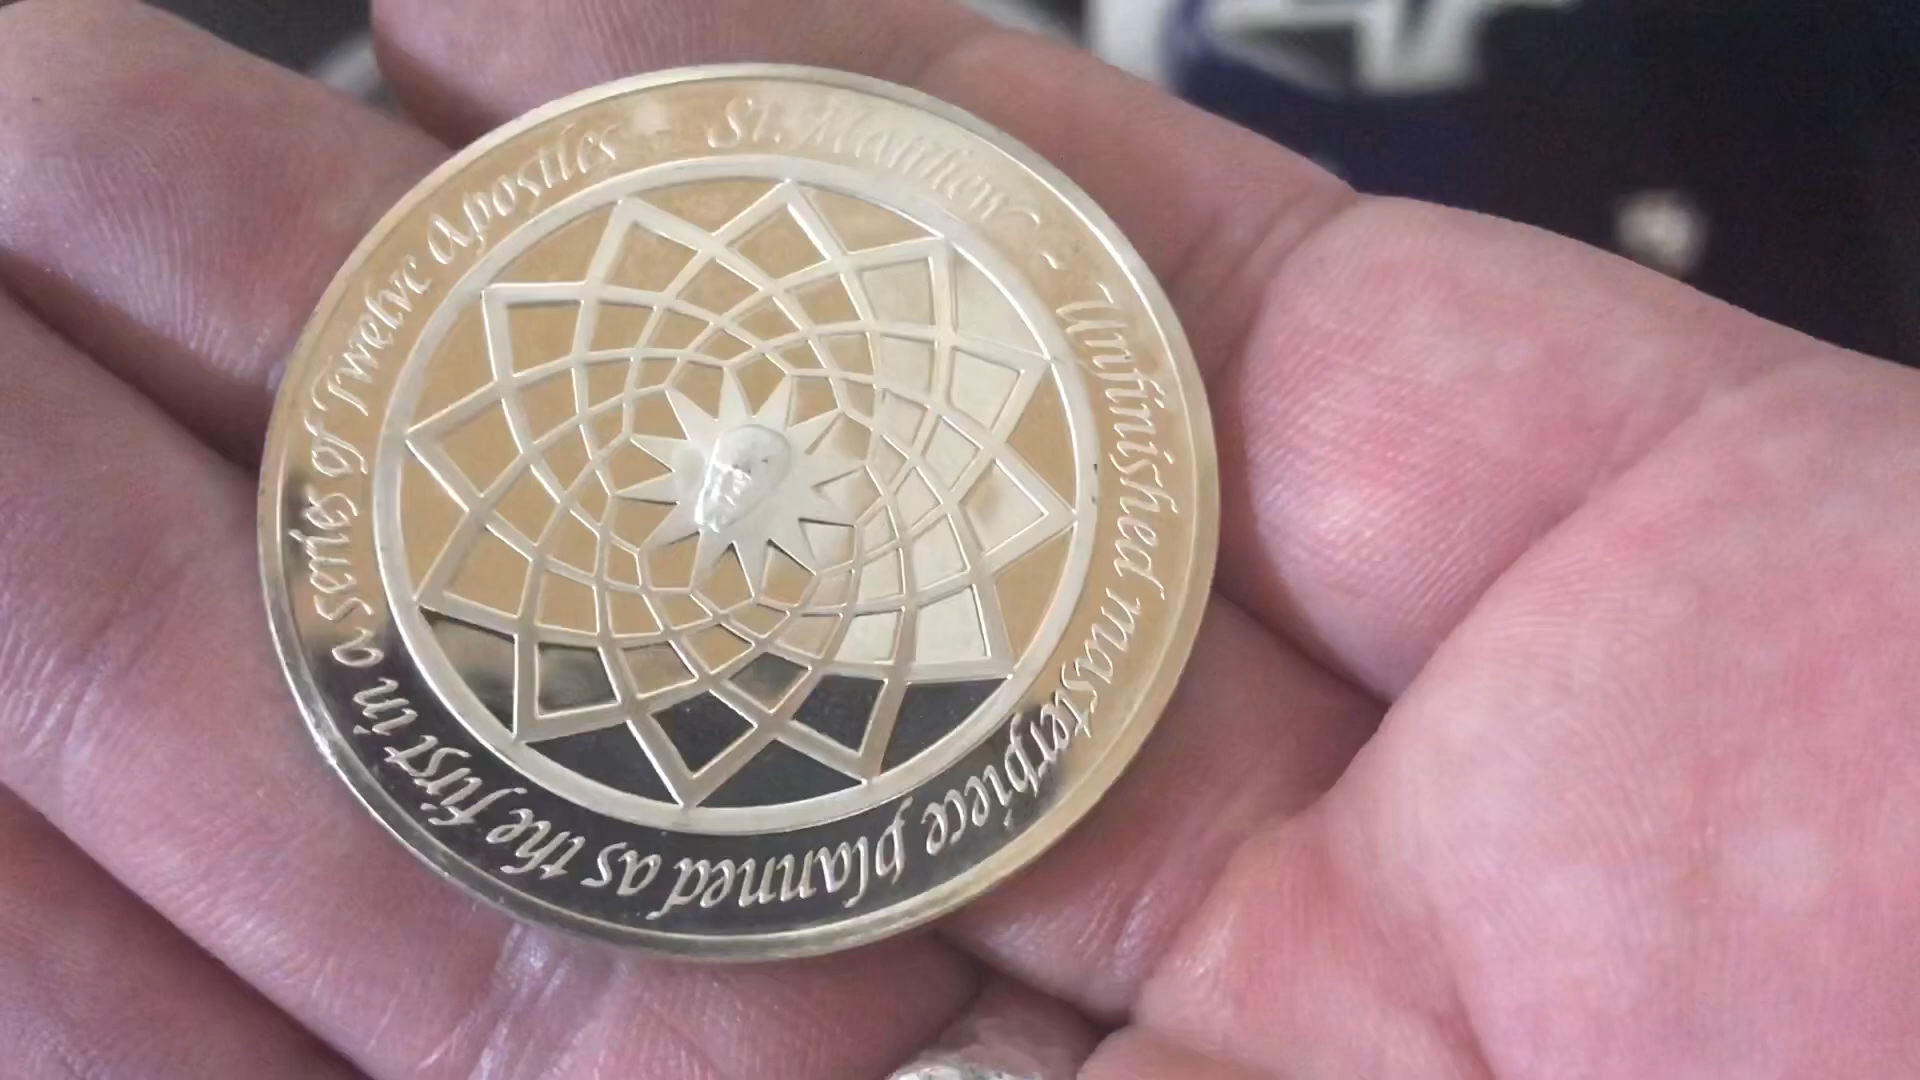 St. Matthew - Unfinished masterpiece planned as the first in a series of Twelve Apostles